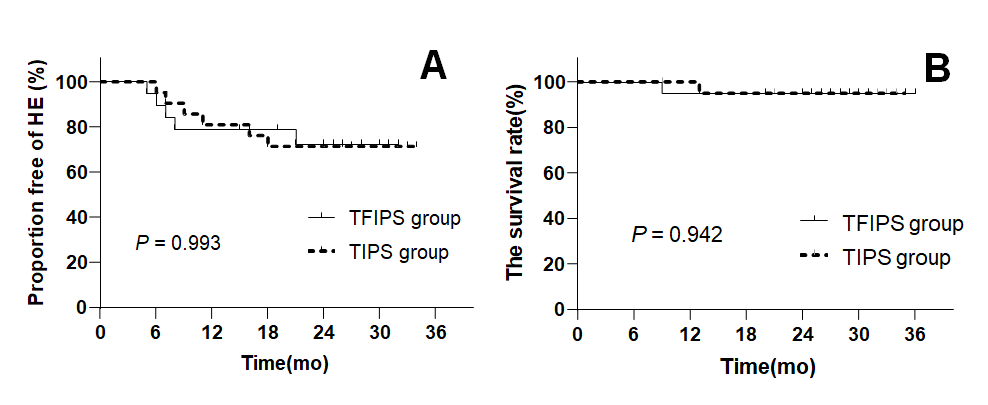 A
Proportion free of HE (%)
100
80
60
40
20
0
P = 0.993
TFIPS group
TIPS group
0 6 12 18 24 30 36
Time(mo)
B
The survival rate(%)
100
80
60
40
20
0
P = 0.942
TFIPS group
TIPS group
0 6 12 18 24 30 36
Time(mo)